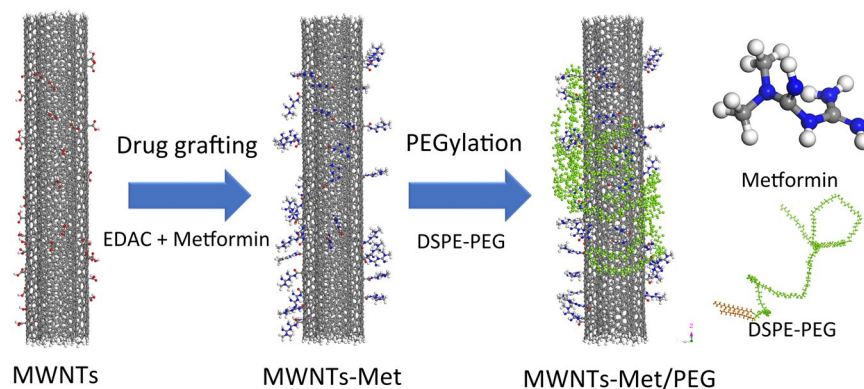 Drug grafting
EDAC + Metformin
PEGylation
DSPE-PEG
Metformin
DSPE-PEG
Z
MWNTs
MWNTs-Met
MWNTs-Met/PEG